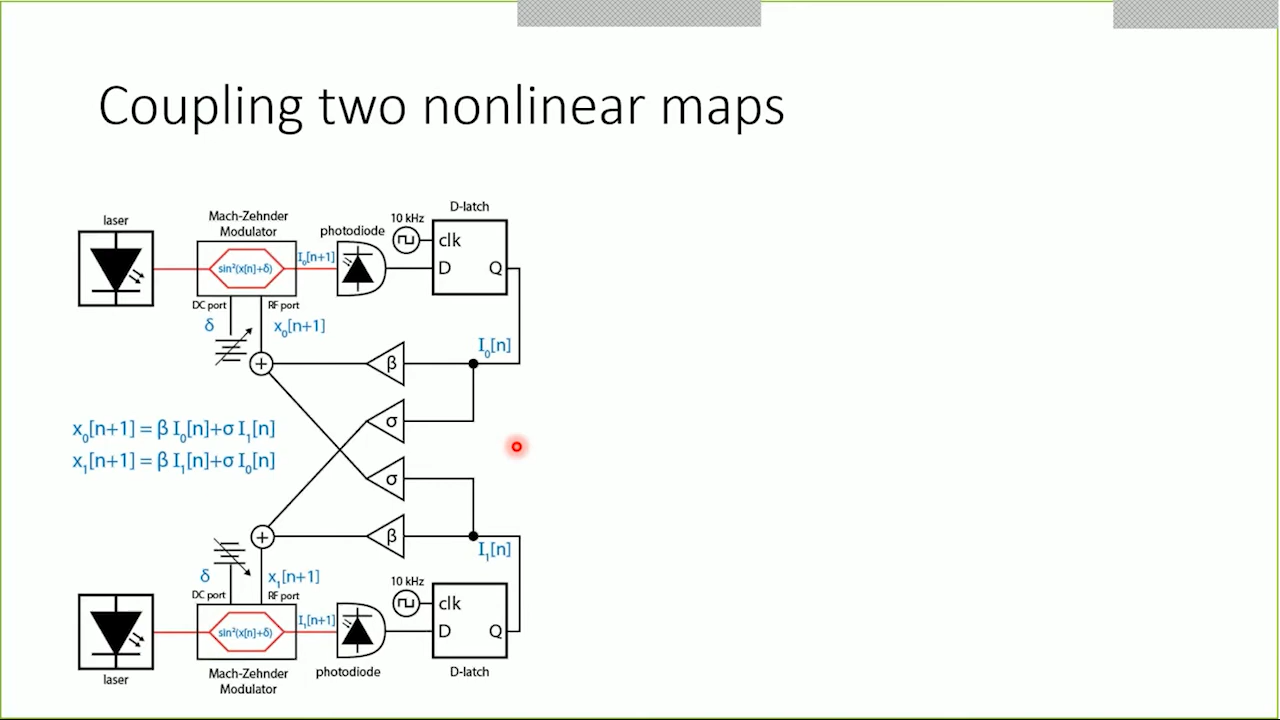 Coupling two nonlinear maps
laser
Mach-Zehnder
Modulator
sin²(x[n]+δ)
I₀[n+1]
photodiode
10 kHz
D-latch
clk
D
Q
DC port
RF port
δ
x₀[n+1]
+
β
I₀[n]
σ
x₀[n+1] = β I₀[n]+σ I₁[n]
x₁[n+1] = β I₁[n]+σ I₀[n]
σ
+
β
I₁[n]
δ
x₁[n+1]
DC port
RF port
10 kHz
clk
sin²(x[n]+δ)
I₁[n+1]
D
Q
laser
Mach-Zehnder
Modulator
photodiode
D-latch